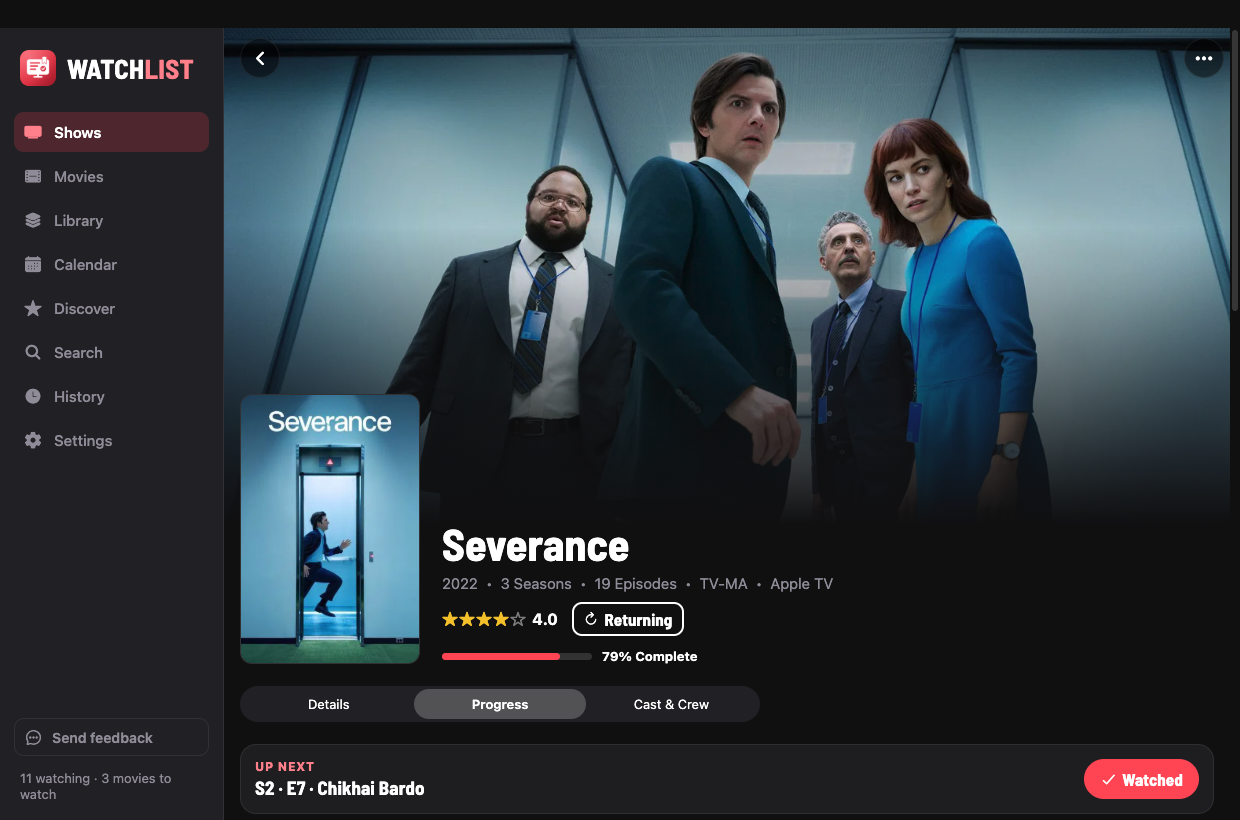 WATCHLIST
Shows
Movies
Library
Calendar
Discover
Search
History
Settings
Send feedback
11 watching · 3 movies to
watch
Severance
Severance
2022 • 3 Seasons • 19 Episodes • TV-MA • Apple TV
4.0
Returning
79% Complete
Details
Progress
Cast & Crew
UP NEXT
S2 · E7 · Chikhai Bardo
Watched